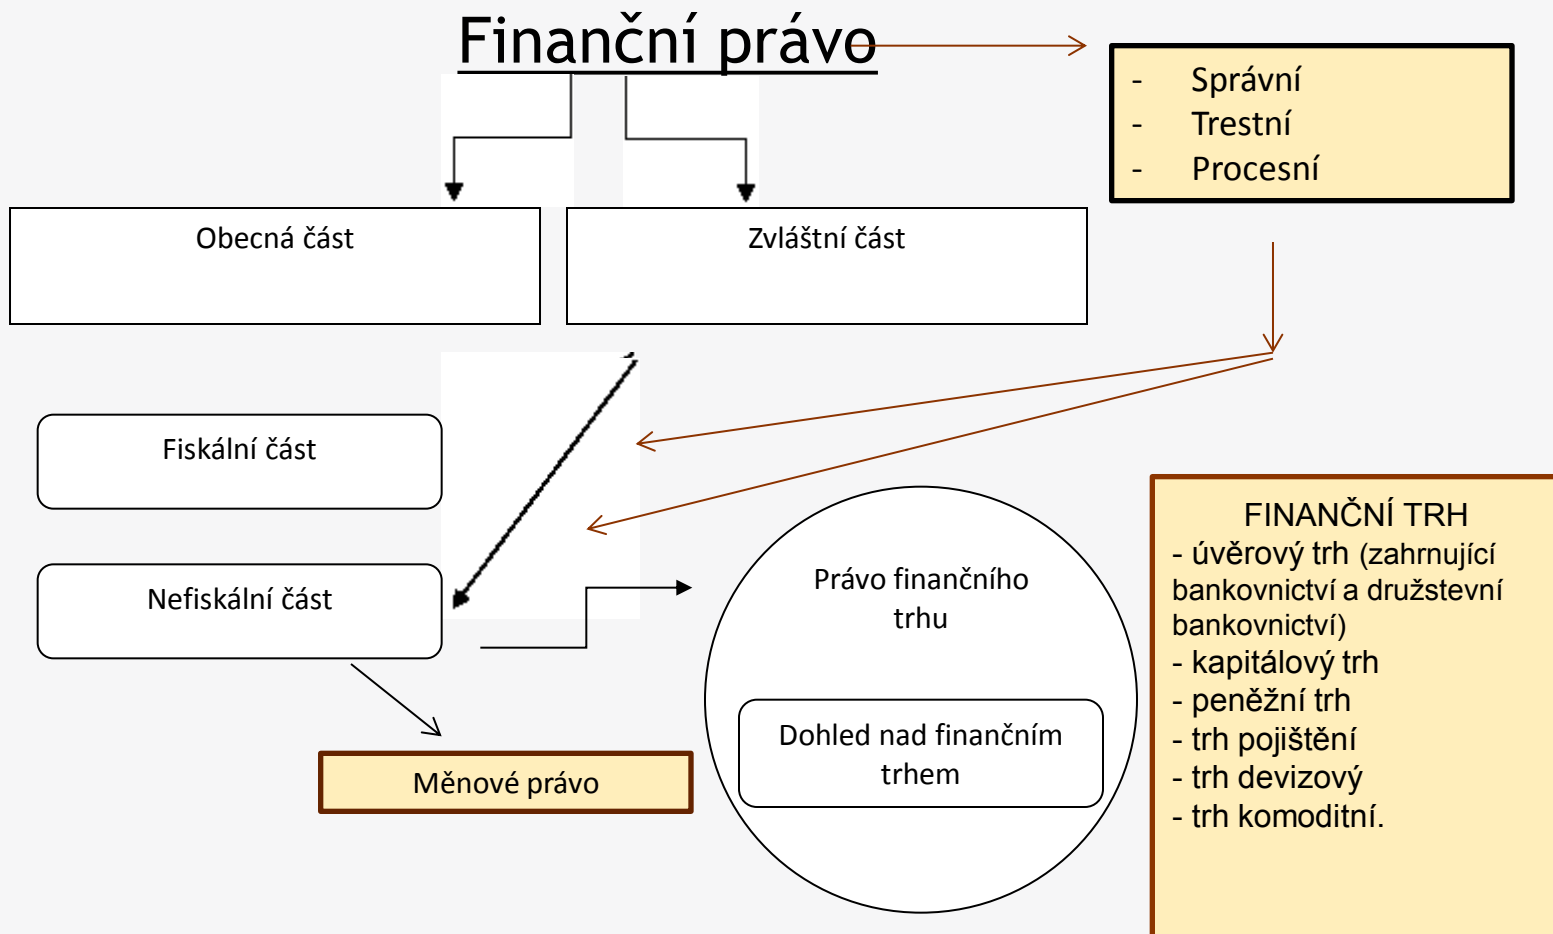 Finanční právo
- Správní
- Trestní
- Procesní
Obecná část
Zvláštní část
Fiskální část
Nefiskální část
Měnové právo
Právo finančního
trhu
Dohled nad finančním
trhem
FINANČNÍ TRH
- úvěrový trh (zahrnující
bankovnictví a družstevní
bankovnictví)
- kapitálový trh
- peněžní trh
- trh pojištění
- trh devizový
- trh komoditní.